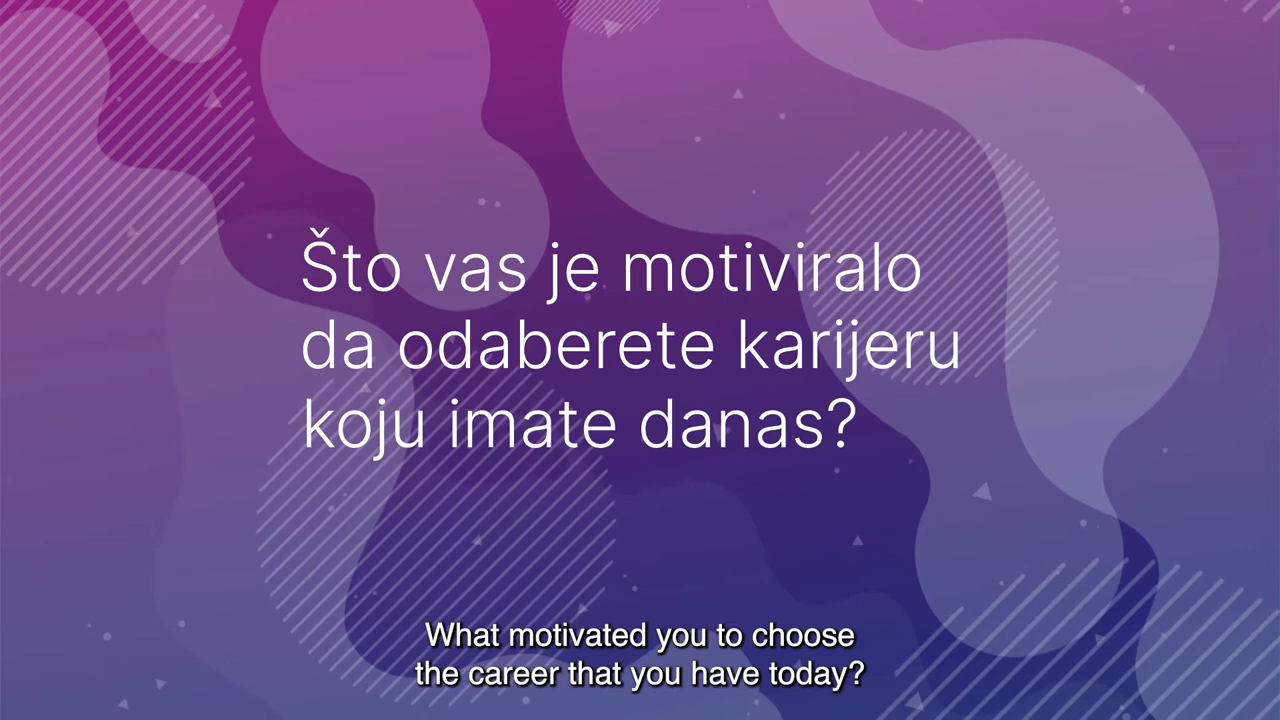 Što vas je motiviralo
da odaberete karijeru
koju imate danas?
What motivated you to choose
the career that you have today?